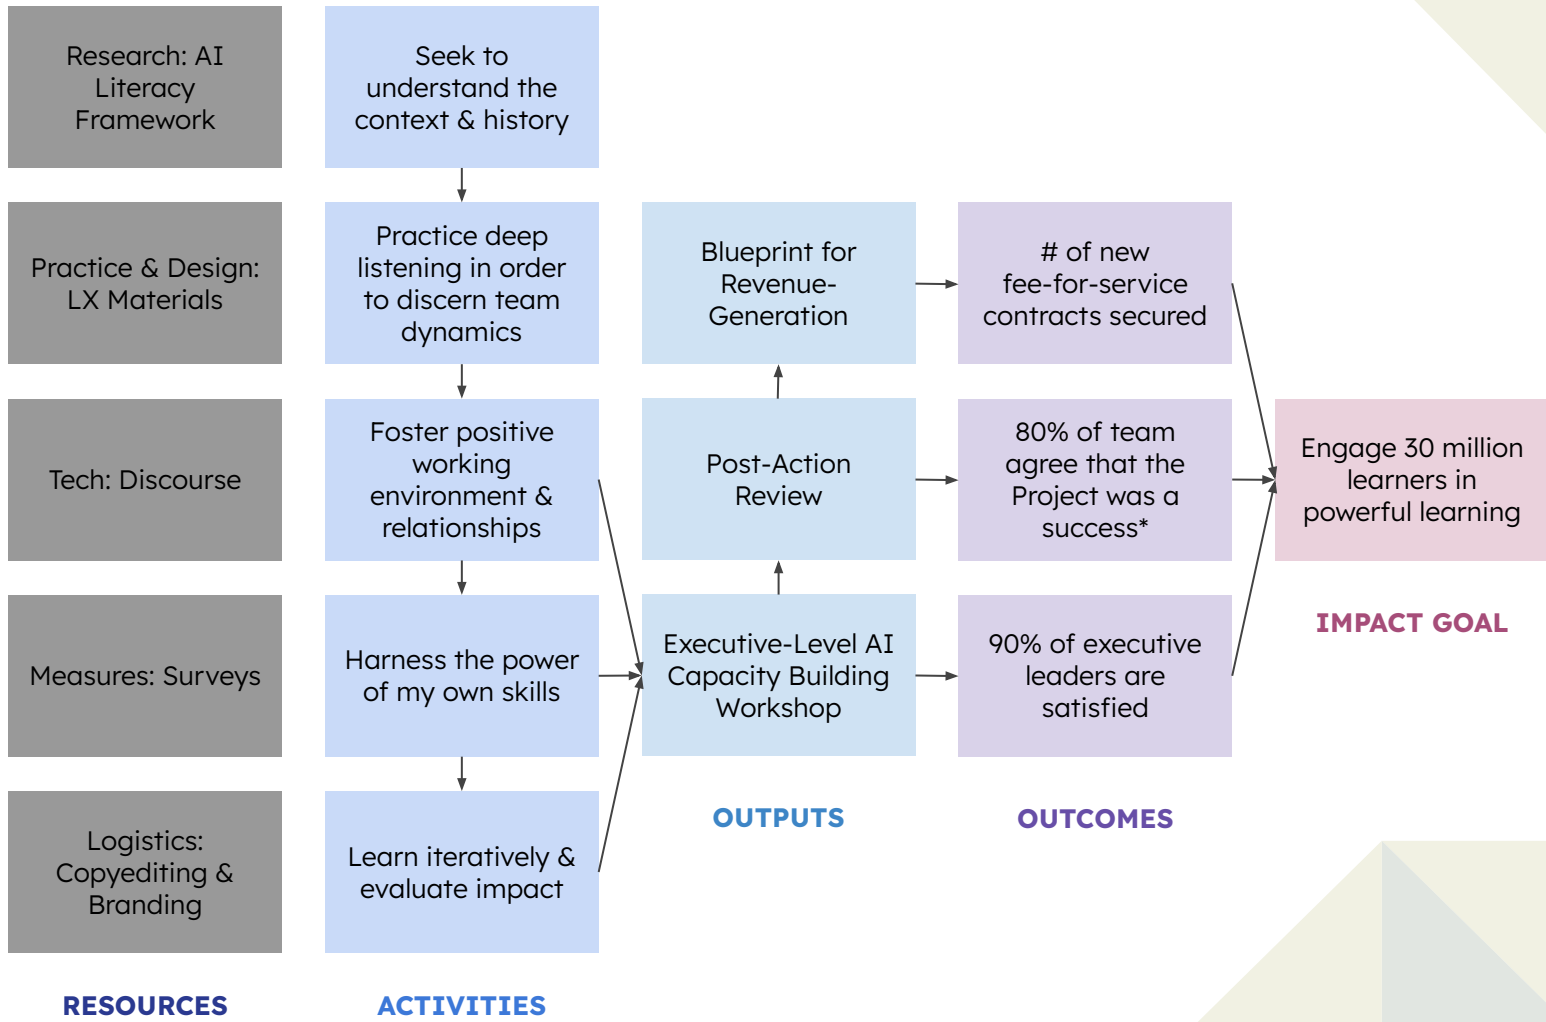 Research: AI
Literacy
Framework
Practice & Design:
LX Materials
Tech: Discourse
Measures: Surveys
Logistics:
Copyediting &
Branding
RESOURCES
Seek to
understand the
context & history
Practice deep
listening in order
to discern team
dynamics
Foster positive
working
environment &
relationships
Harness the power
of my own skills
Learn iteratively &
evaluate impact
ACTIVITIES
Blueprint for
Revenue-
Generation
Post-Action
Review
Executive-Level AI
Capacity Building
Workshop
OUTPUTS
# of new
fee-for-service
contracts secured
80% of team
agree that the
Project was a
success*
90% of executive
leaders are
satisfied
OUTCOMES
Engage 30 million
learners in
powerful learning
IMPACT GOAL